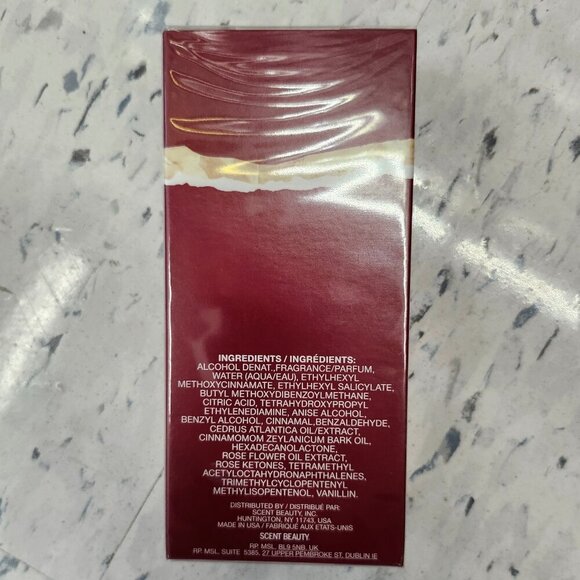 INGREDIENTS / INGRÉDIENTS:
ALCOHOL DENAT.,FRAGRANCE/PARFUM,
WATER (AQUA/EAU), ETHYLHEXYL
METHOXYCINNAMATE, ETHYLHEXYL SALICYLATE,
BUTYL METHOXYDIBENZOYLMETHANE,
CITRIC ACID, TETRAHYDROXYPROPYL
ETHYLENEDIAMINE, ANISE ALCOHOL,
BENZYL ALCOHOL, CINNAMAL,BENZALDEHYDE,
CEDRUS ATLANTICA OIL/EXTRACT,
CINNAMOMOM ZEYLANICUM BARK OIL,
HEXADECANOLACTONE,
ROSE FLOWER OIL EXTRACT,
ROSE KETONES, TETRAMETHYL
ACETYLOCTAHYDRONAPHTHALENES,
TRIMETHYLCYCLOPENTENYL
METHYLISOPENTENOL, VANILLIN.
DISTRIBUTED BY / DISTRIBUÉ PAR:
SCENT BEAUTY, INC.
HUNTINGTON, NY 11743, USA
MADE IN USA / FABRIQUÉ AUX ÉTATS-UNIS
SCENT BEAUTY.
RP. MSL. BL9 5NB, UK
RP. MSL. SUITE 5385, 27 UPPER PEMBROKE ST. DUBLIN IE